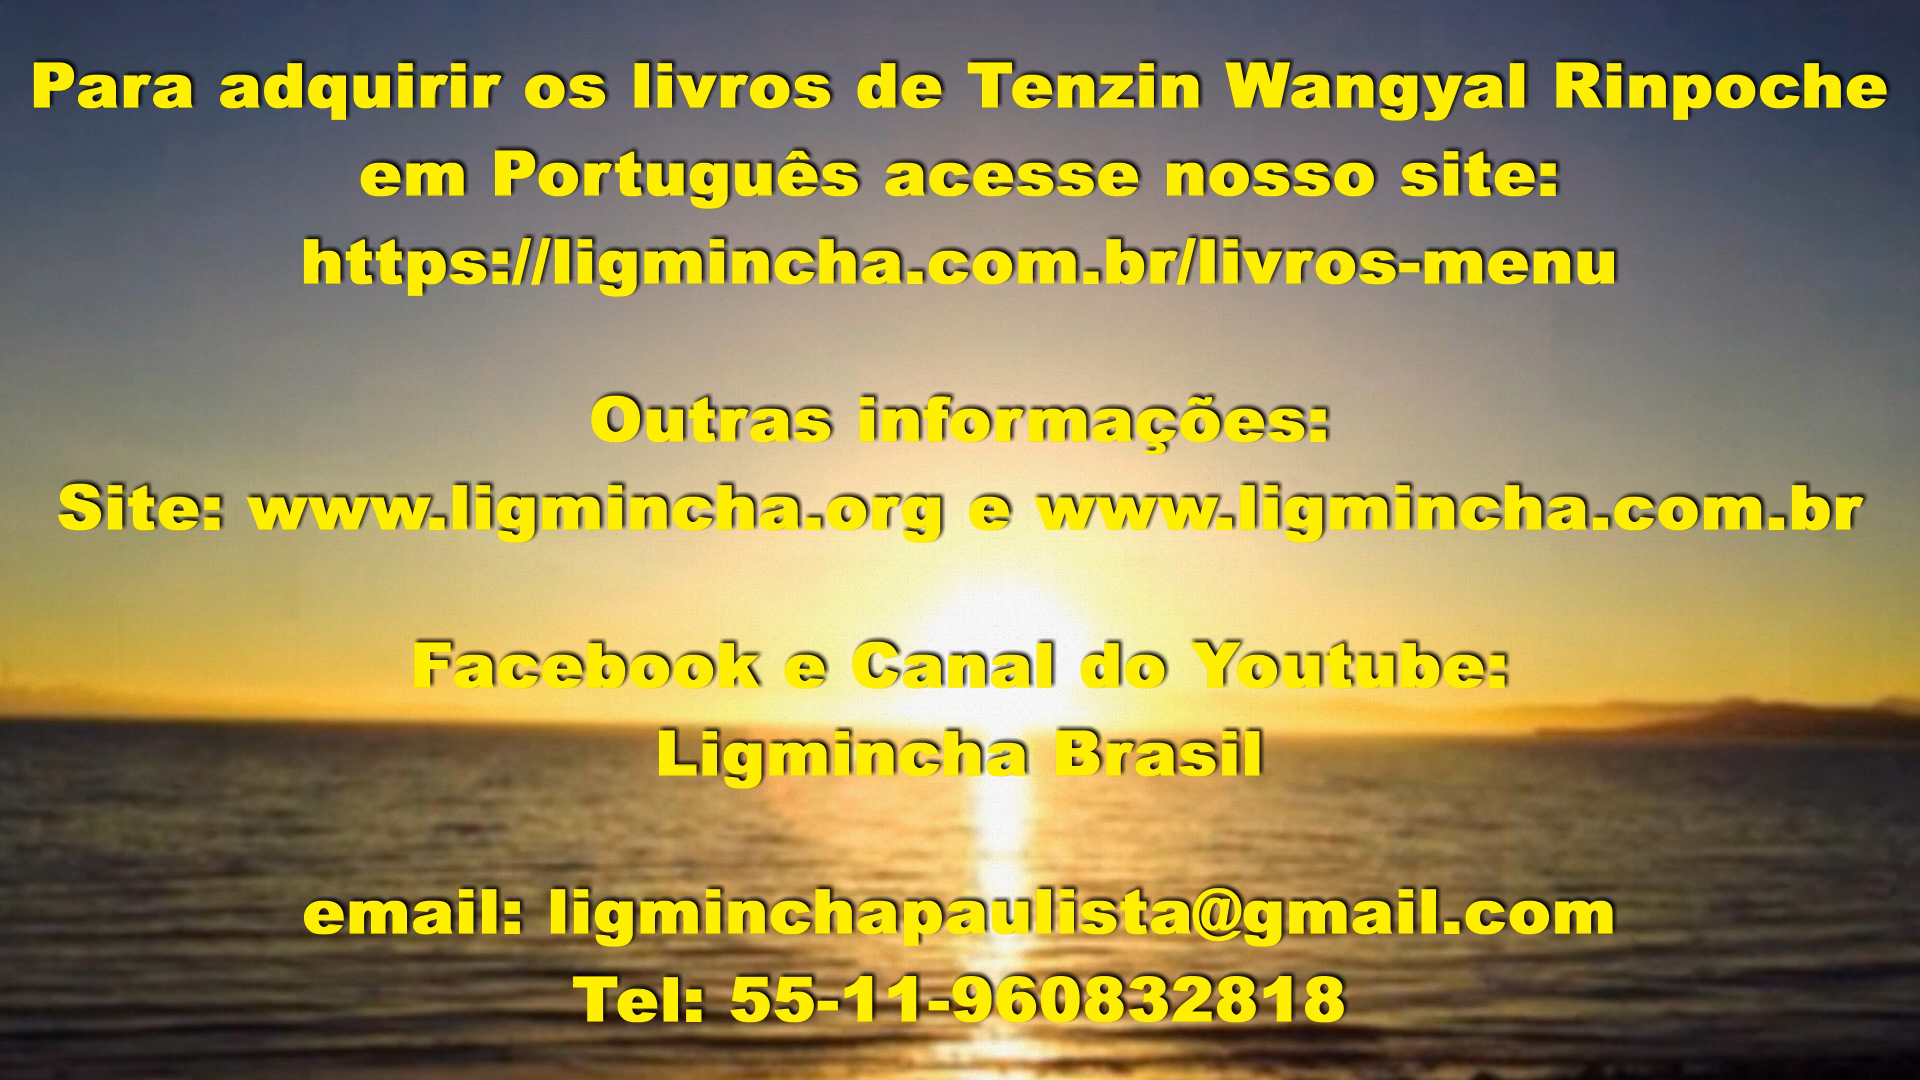 Para adquirir os livros de Tenzin Wangyal Rinpoche
em Português acesse nosso site:
https://ligmincha.com.br/livros-menu
Outras informações:
Site: www.ligmincha.org e www.ligmincha.com.br
Facebook e Canal do Youtube:
Ligmincha Brasil
email: ligminchapaulista@gmail.com
Tel: 55-11-960832818